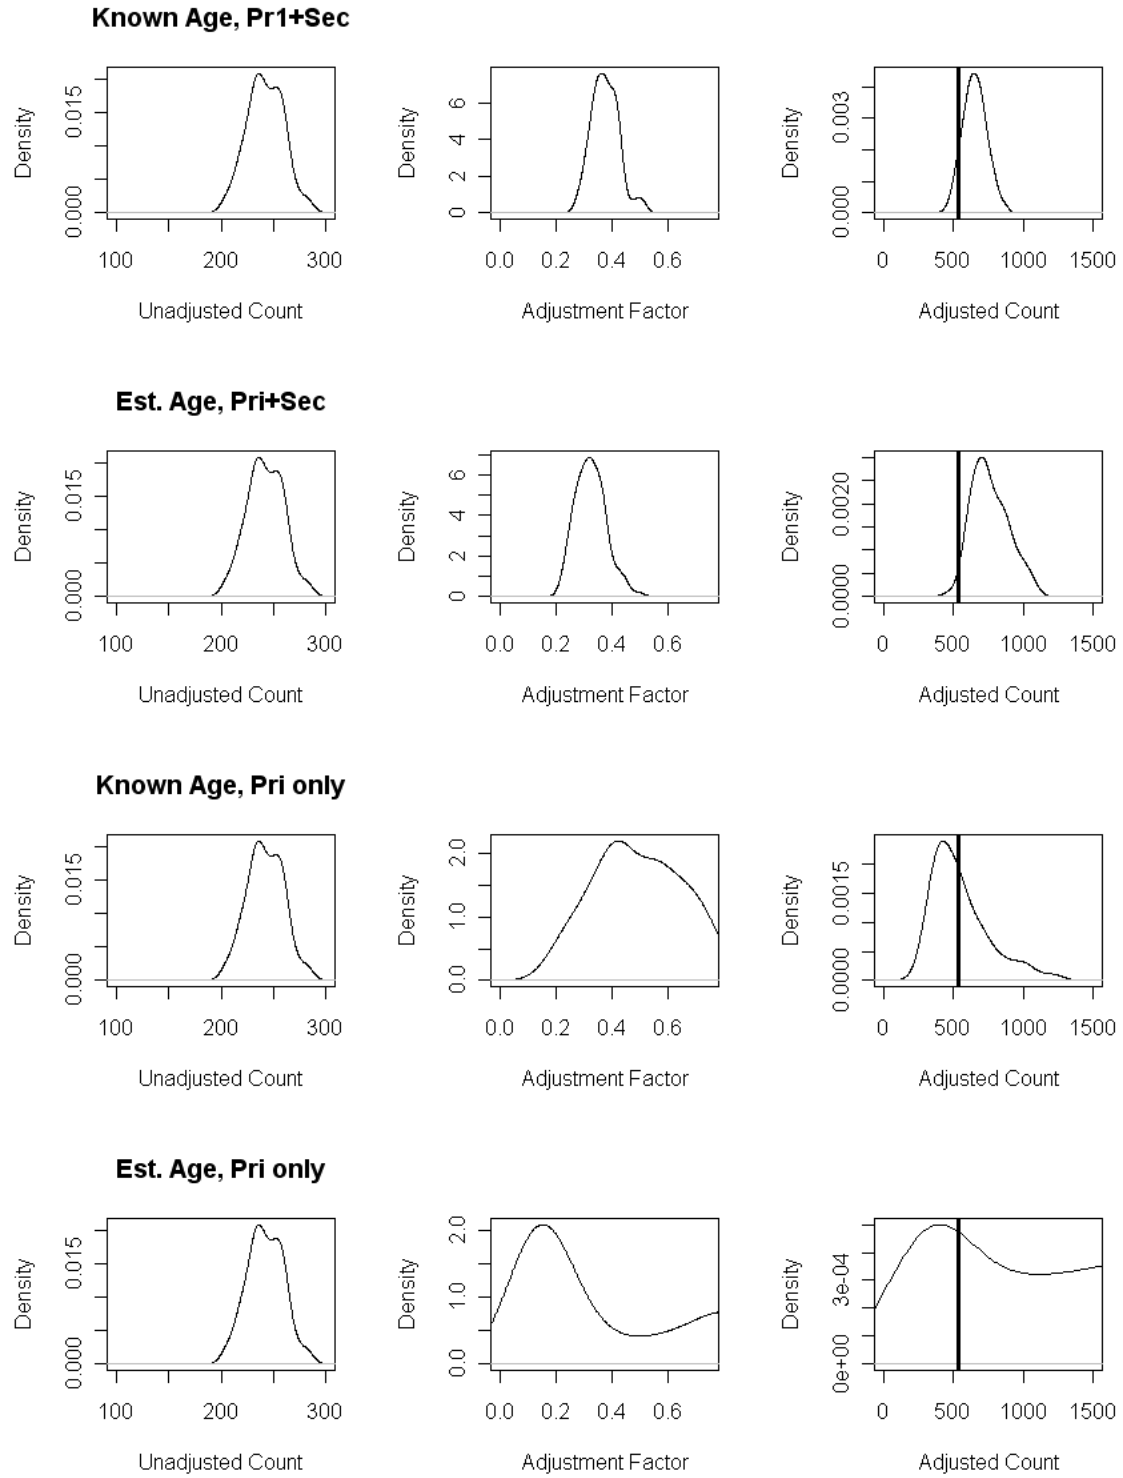 Known Age, Pr1+Sec
Density
0.000 0.015
100 200 300
Unadjusted Count
Density
0 2 4 6
0.0 0.2 0.4 0.6
Adjustment Factor
Density
0.000 0.003
0 500 1000 1500
Adjusted Count
Est. Age, Pri+Sec
Density
0.000 0.015
100 200 300
Unadjusted Count
Density
0 2 4 6
0.0 0.2 0.4 0.6
Adjustment Factor
Density
0.0000 0.0020
0 500 1000 1500
Adjusted Count
Known Age, Pri only
Density
0.000 0.015
100 200 300
Unadjusted Count
Density
0.0 1.0 2.0
0.0 0.2 0.4 0.6
Adjustment Factor
Density
0.0000 0.0015
0 500 1000 1500
Adjusted Count
Est. Age, Pri only
Density
0.000 0.015
100 200 300
Unadjusted Count
Density
0.0 1.0 2.0
0.0 0.2 0.4 0.6
Adjustment Factor
Density
0e+00 3e-04
0 500 1000 1500
Adjusted Count